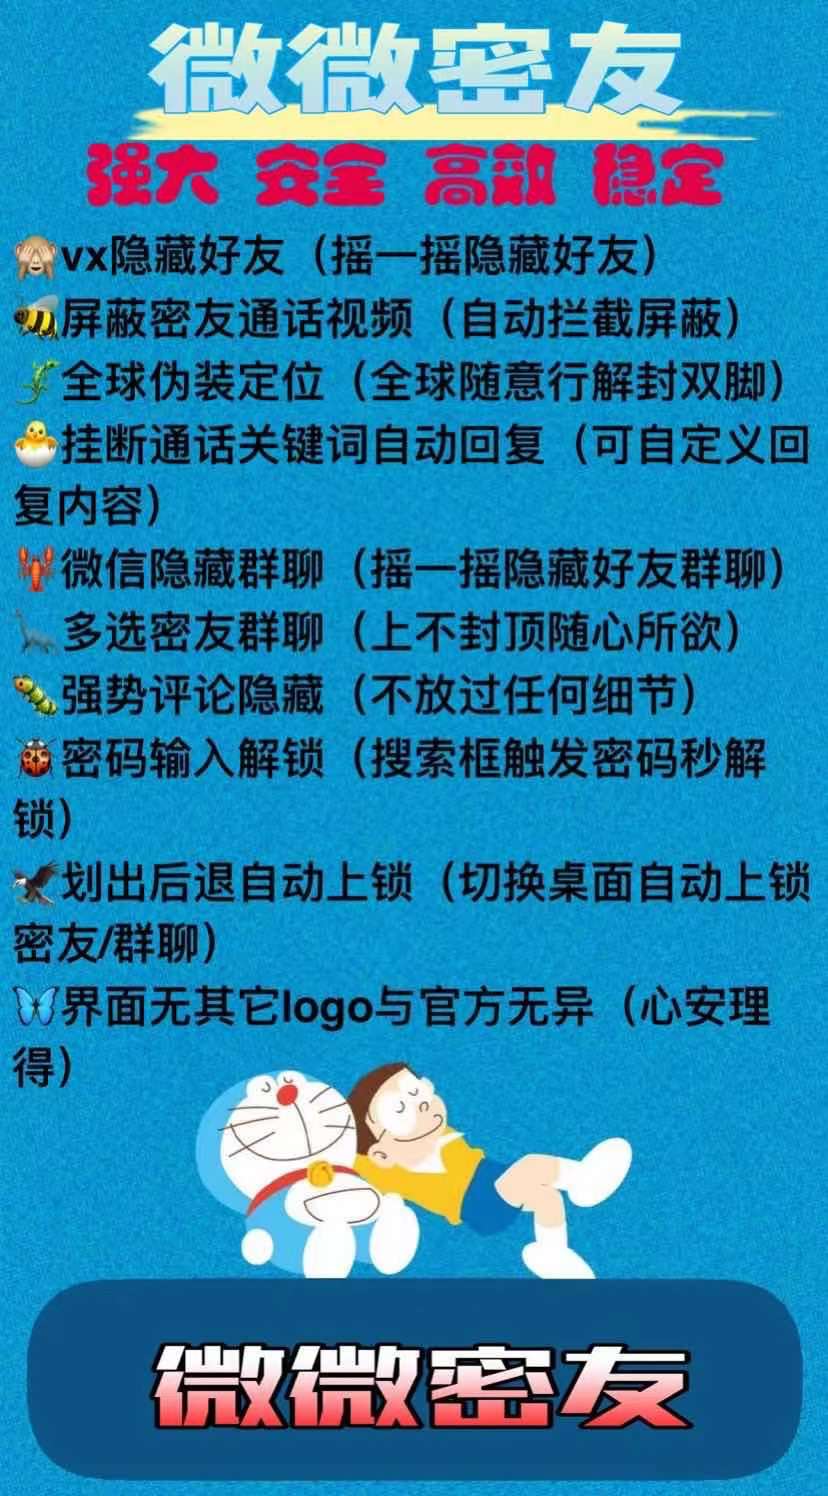 微微密友
强大 安全 高效 稳定
🙈vx隐藏好友（摇一摇隐藏好友）
🐝屏蔽密友通话视频（自动拦截屏蔽）
🦎全球伪装定位（全球随意行解封双脚）
🐣挂断通话关键词自动回复（可自定义回
复内容）
🦞微信隐藏群聊（摇一摇隐藏好友群聊）
🦕多选密友群聊（上不封顶随心所欲）
🐛强势评论隐藏（不放过任何细节）
🐞密码输入解锁（搜索框触发密码秒解
锁）
🦅划出后退自动上锁（切换桌面自动上锁
密友/群聊）
🦋界面无其它logo与官方无异（心安理
得）
微微密友